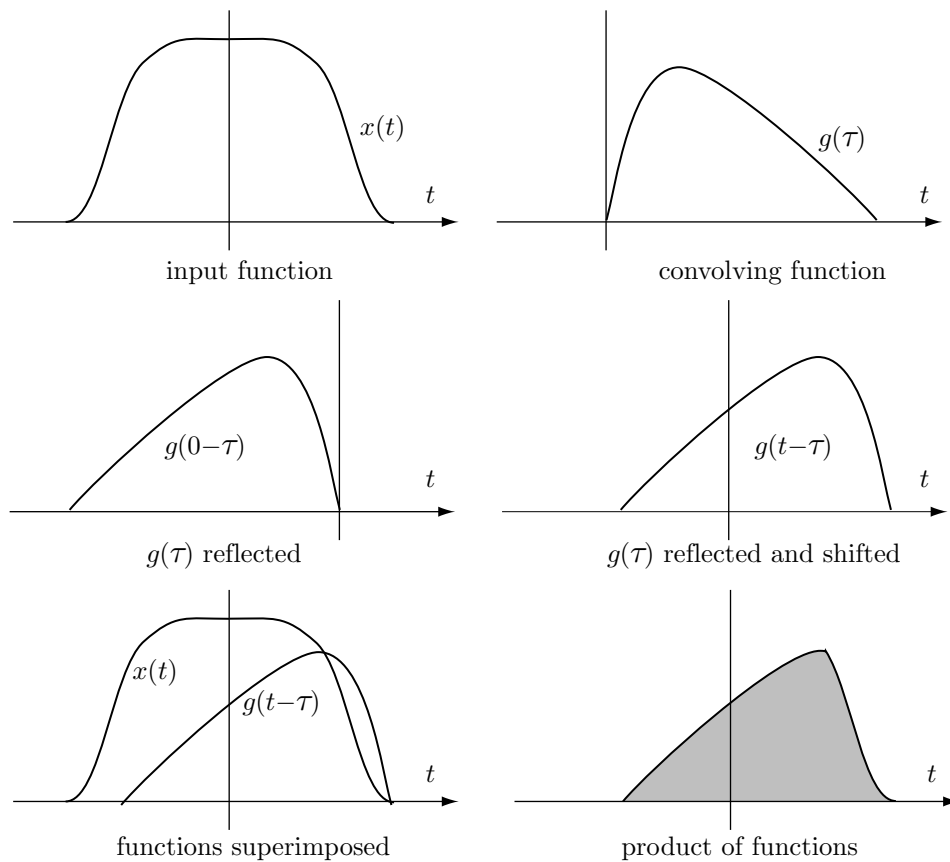 x(t)
t
input function
g(τ)
t
convolving function
g(0−τ)
t
g(τ) reflected
g(t−τ)
t
g(τ) reflected and shifted
x(t)
g(t−τ)
t
functions superimposed
t
product of functions